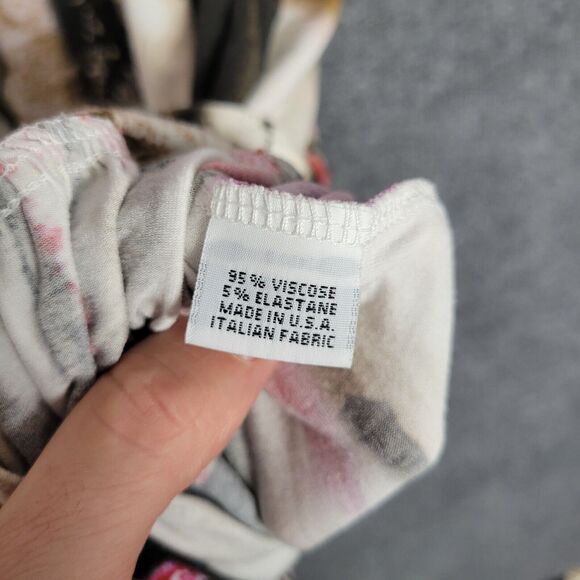 95% VISCOSE
5% ELASTANE
MADE IN U.S.A.
ITALIAN FABRIC